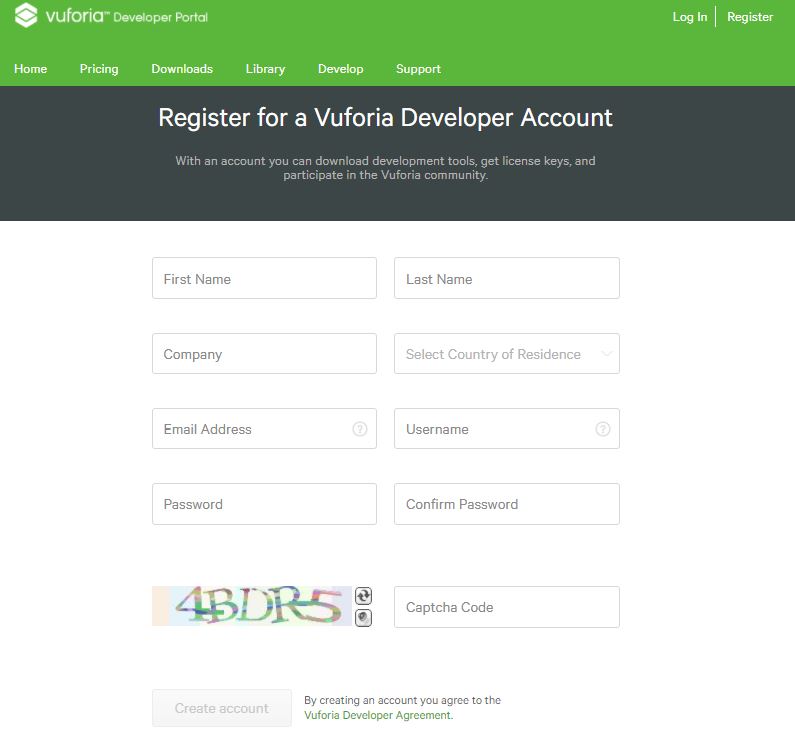 vuforia™ Developer Portal
Log In
Register
Home
Pricing
Downloads
Library
Develop
Support
Register for a Vuforia Developer Account
With an account you can download development tools, get license keys, and
participate in the Vuforia community.
First Name
Last Name
Company
Select Country of Residence
Email Address
?
Username
?
Password
Confirm Password
4BDR5
Captcha Code
Create account
By creating an account you agree to the
Vuforia Developer Agreement.